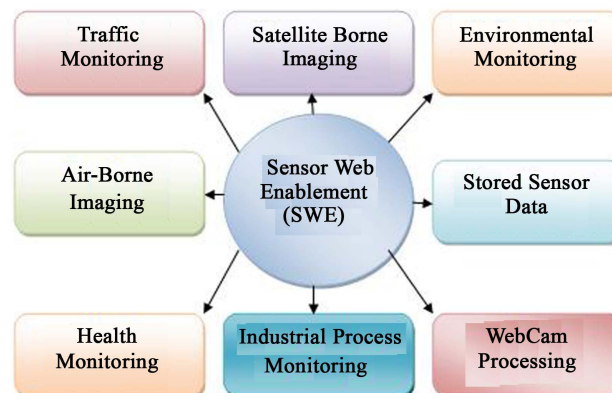 Traffic
Monitoring
Satellite Borne
Imaging
Environmental
Monitoring
Air-Borne
Imaging
Sensor Web
Enablement
(SWE)
Stored Sensor
Data
Health
Monitoring
Industrial Process
Monitoring
WebCam
Processing